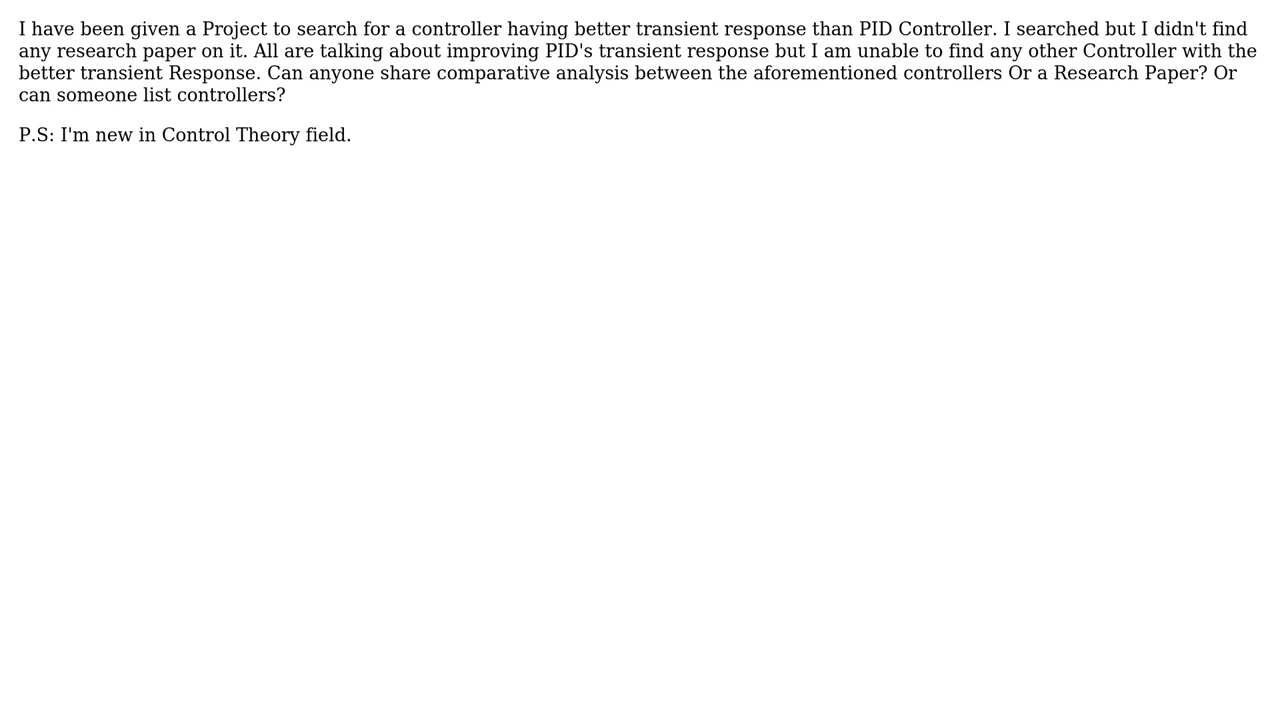 I have been given a Project to search for a controller having better transient response than PID Controller. I searched but I didn't find
any research paper on it. All are talking about improving PID's transient response but I am unable to find any other Controller with the
better transient Response. Can anyone share comparative analysis between the aforementioned controllers Or a Research Paper? Or
can someone list controllers?
P.S: I'm new in Control Theory field.